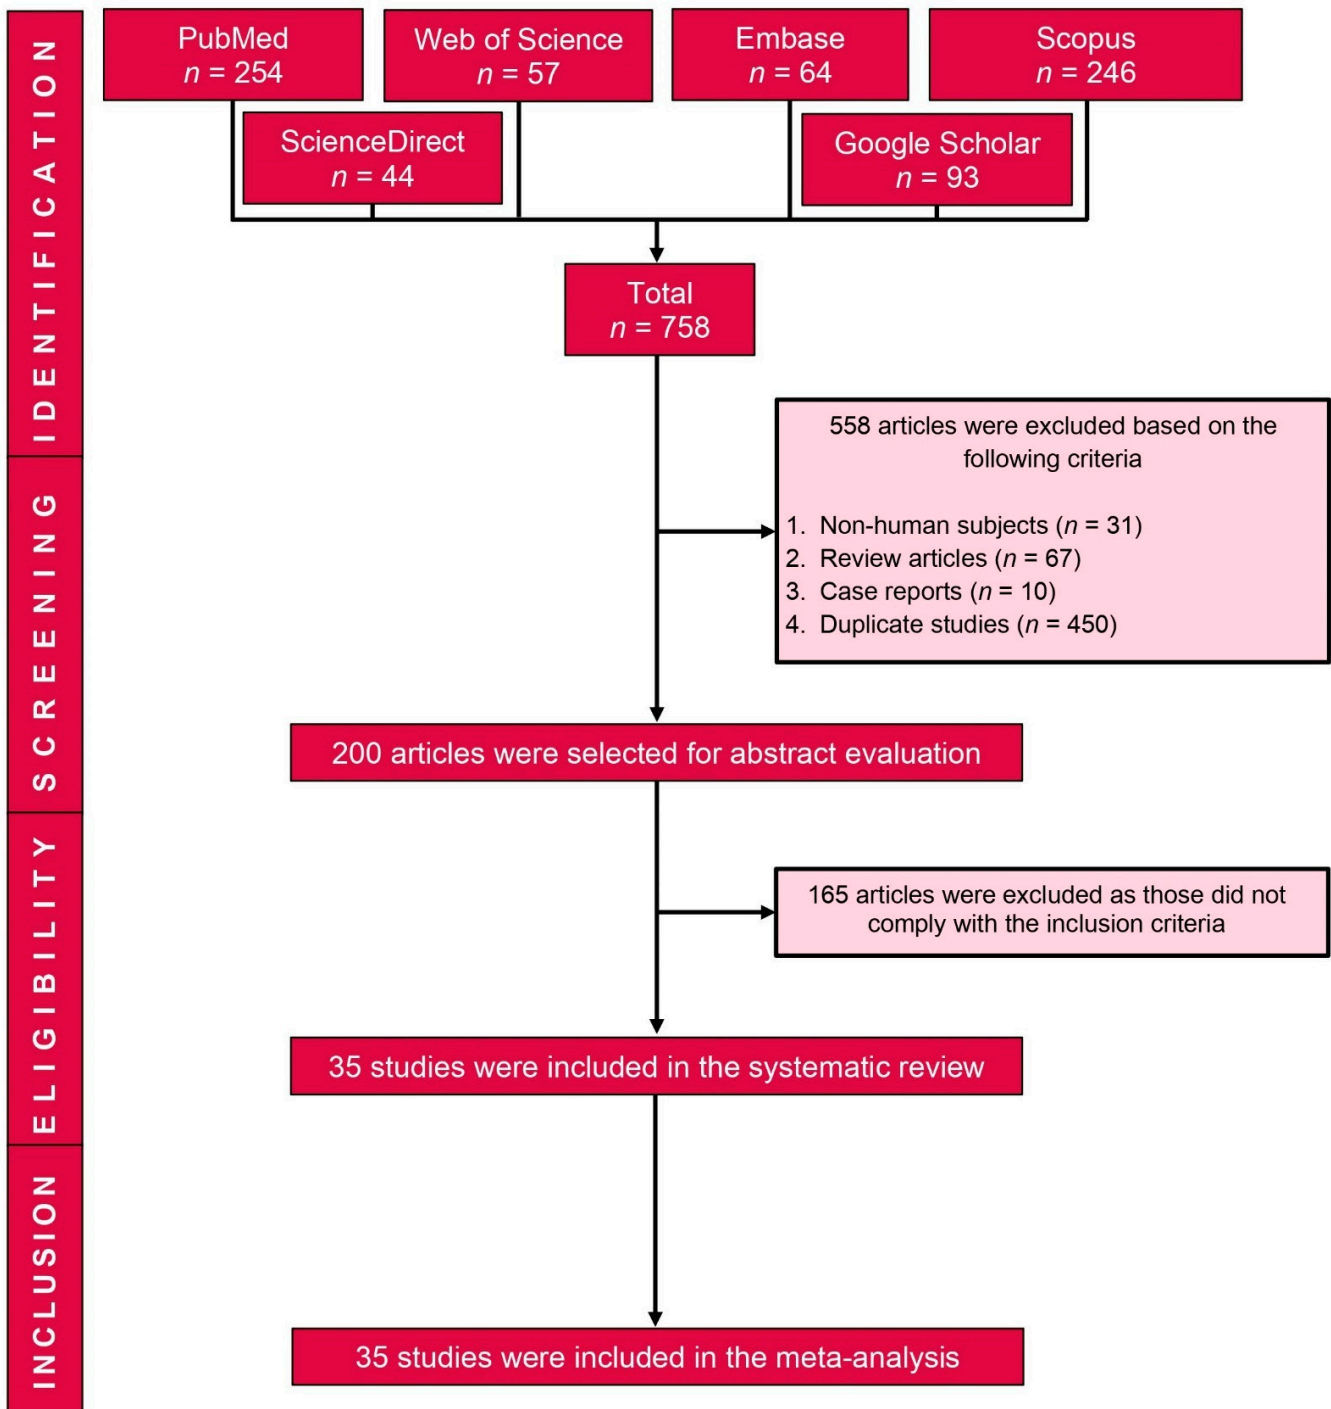 IDENTIFICATION
PubMed
n = 254
Web of Science
n = 57
Embase
n = 64
Scopus
n = 246
ScienceDirect
n = 44
Google Scholar
n = 93
Total
n = 758
SCREENING
558 articles were excluded based on the
following criteria
1. Non-human subjects (n = 31)
2. Review articles (n = 67)
3. Case reports (n = 10)
4. Duplicate studies (n = 450)
200 articles were selected for abstract evaluation
ELIGIBILITY
165 articles were excluded as those did not
comply with the inclusion criteria
35 studies were included in the systematic review
INCLUSION
35 studies were included in the meta-analysis